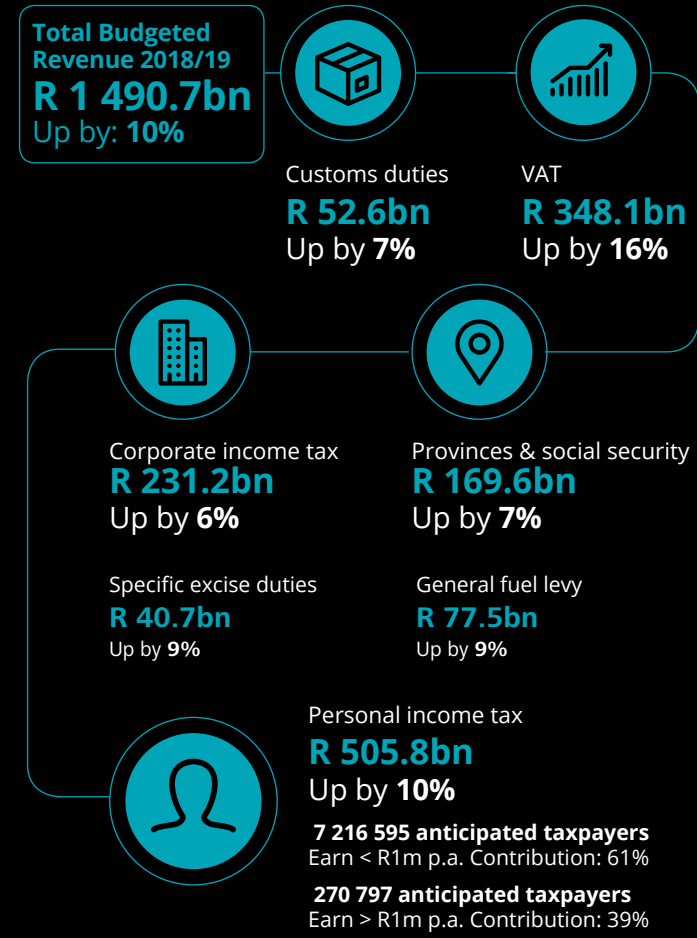 Total Budgeted
Revenue 2018/19
R 1 490.7bn
Up by: 10%
Customs duties
R 52.6bn
Up by 7%
VAT
R 348.1bn
Up by 16%
Corporate income tax
R 231.2bn
Up by 6%
Provinces & social security
R 169.6bn
Up by 7%
Specific excise duties
R 40.7bn
Up by 9%
General fuel levy
R 77.5bn
Up by 9%
Personal income tax
R 505.8bn
Up by 10%
7 216 595 anticipated taxpayers
Earn < R1m p.a. Contribution: 61%
270 797 anticipated taxpayers
Earn > R1m p.a. Contribution: 39%